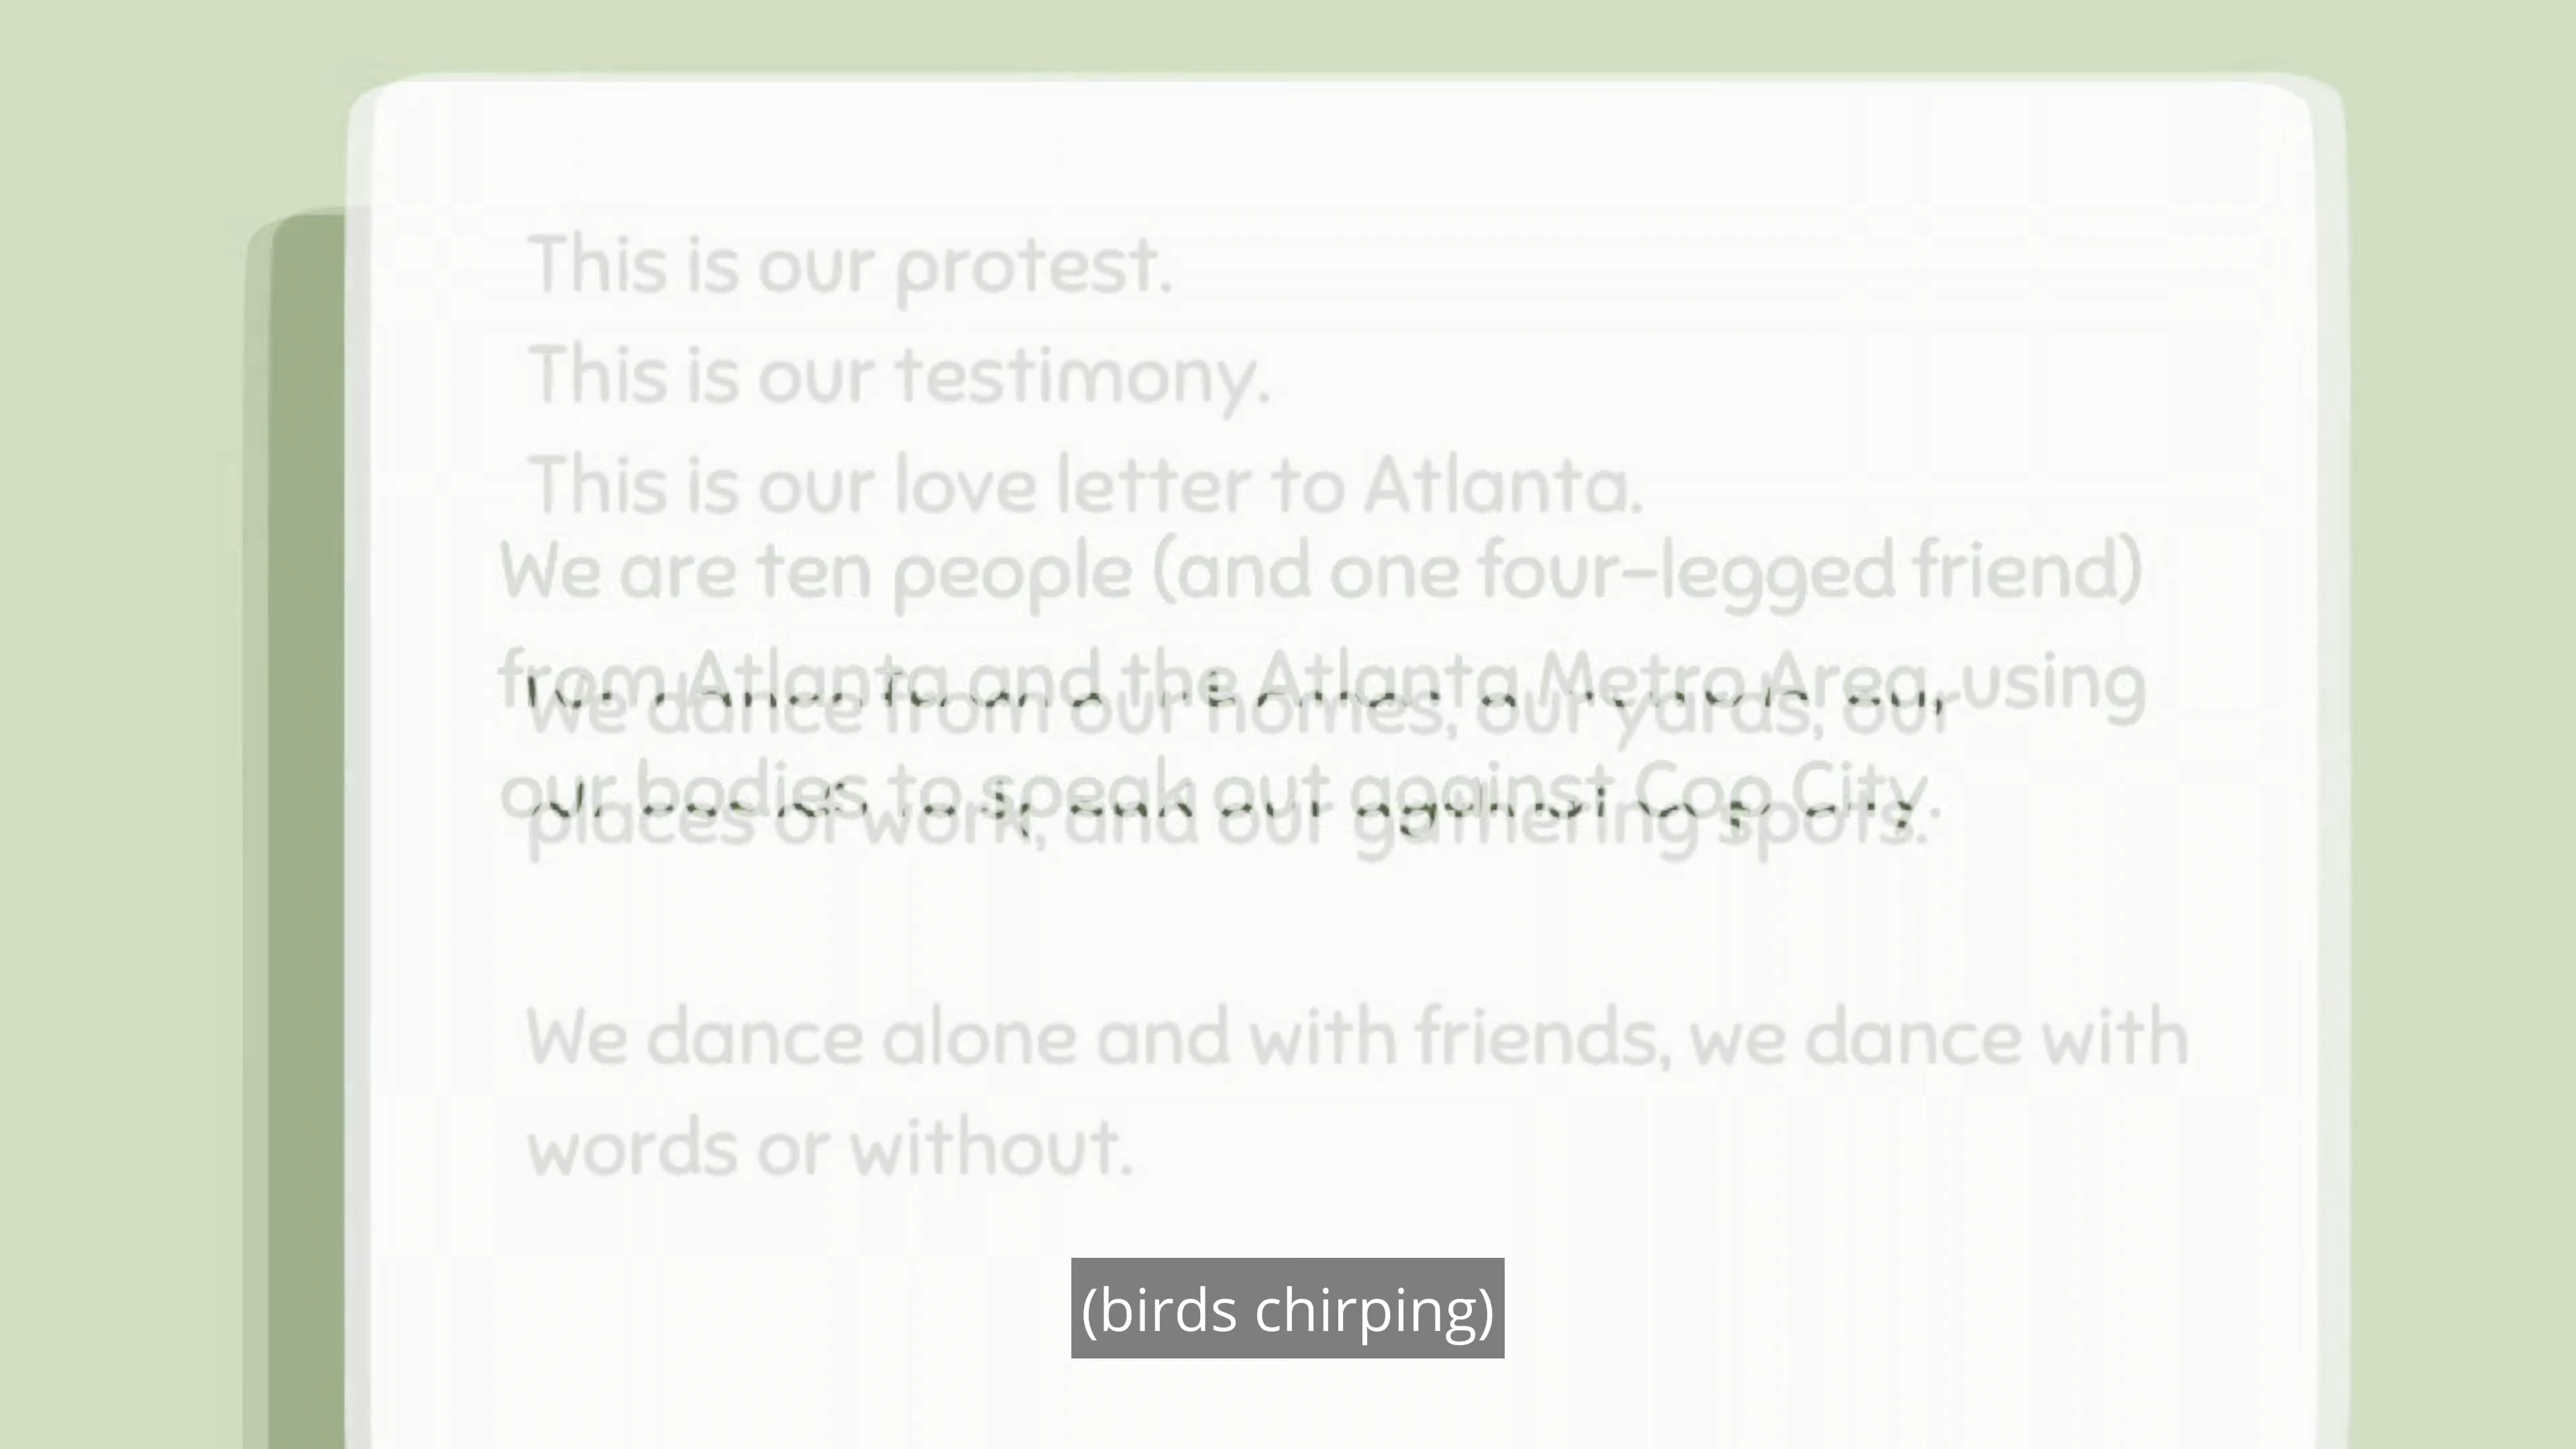 This is our protest.
This is our testimony.
This is our love letter to Atlanta.
We are ten people (and one four-legged friend)
from Atlanta and the Atlanta Metro Area, using
We dance from our homes, our yards, our
our bodies to speak out against Cop City.
places of work, and out gathering spots.
We dance alone and with friends, we dance with
words or without.
(birds chirping)